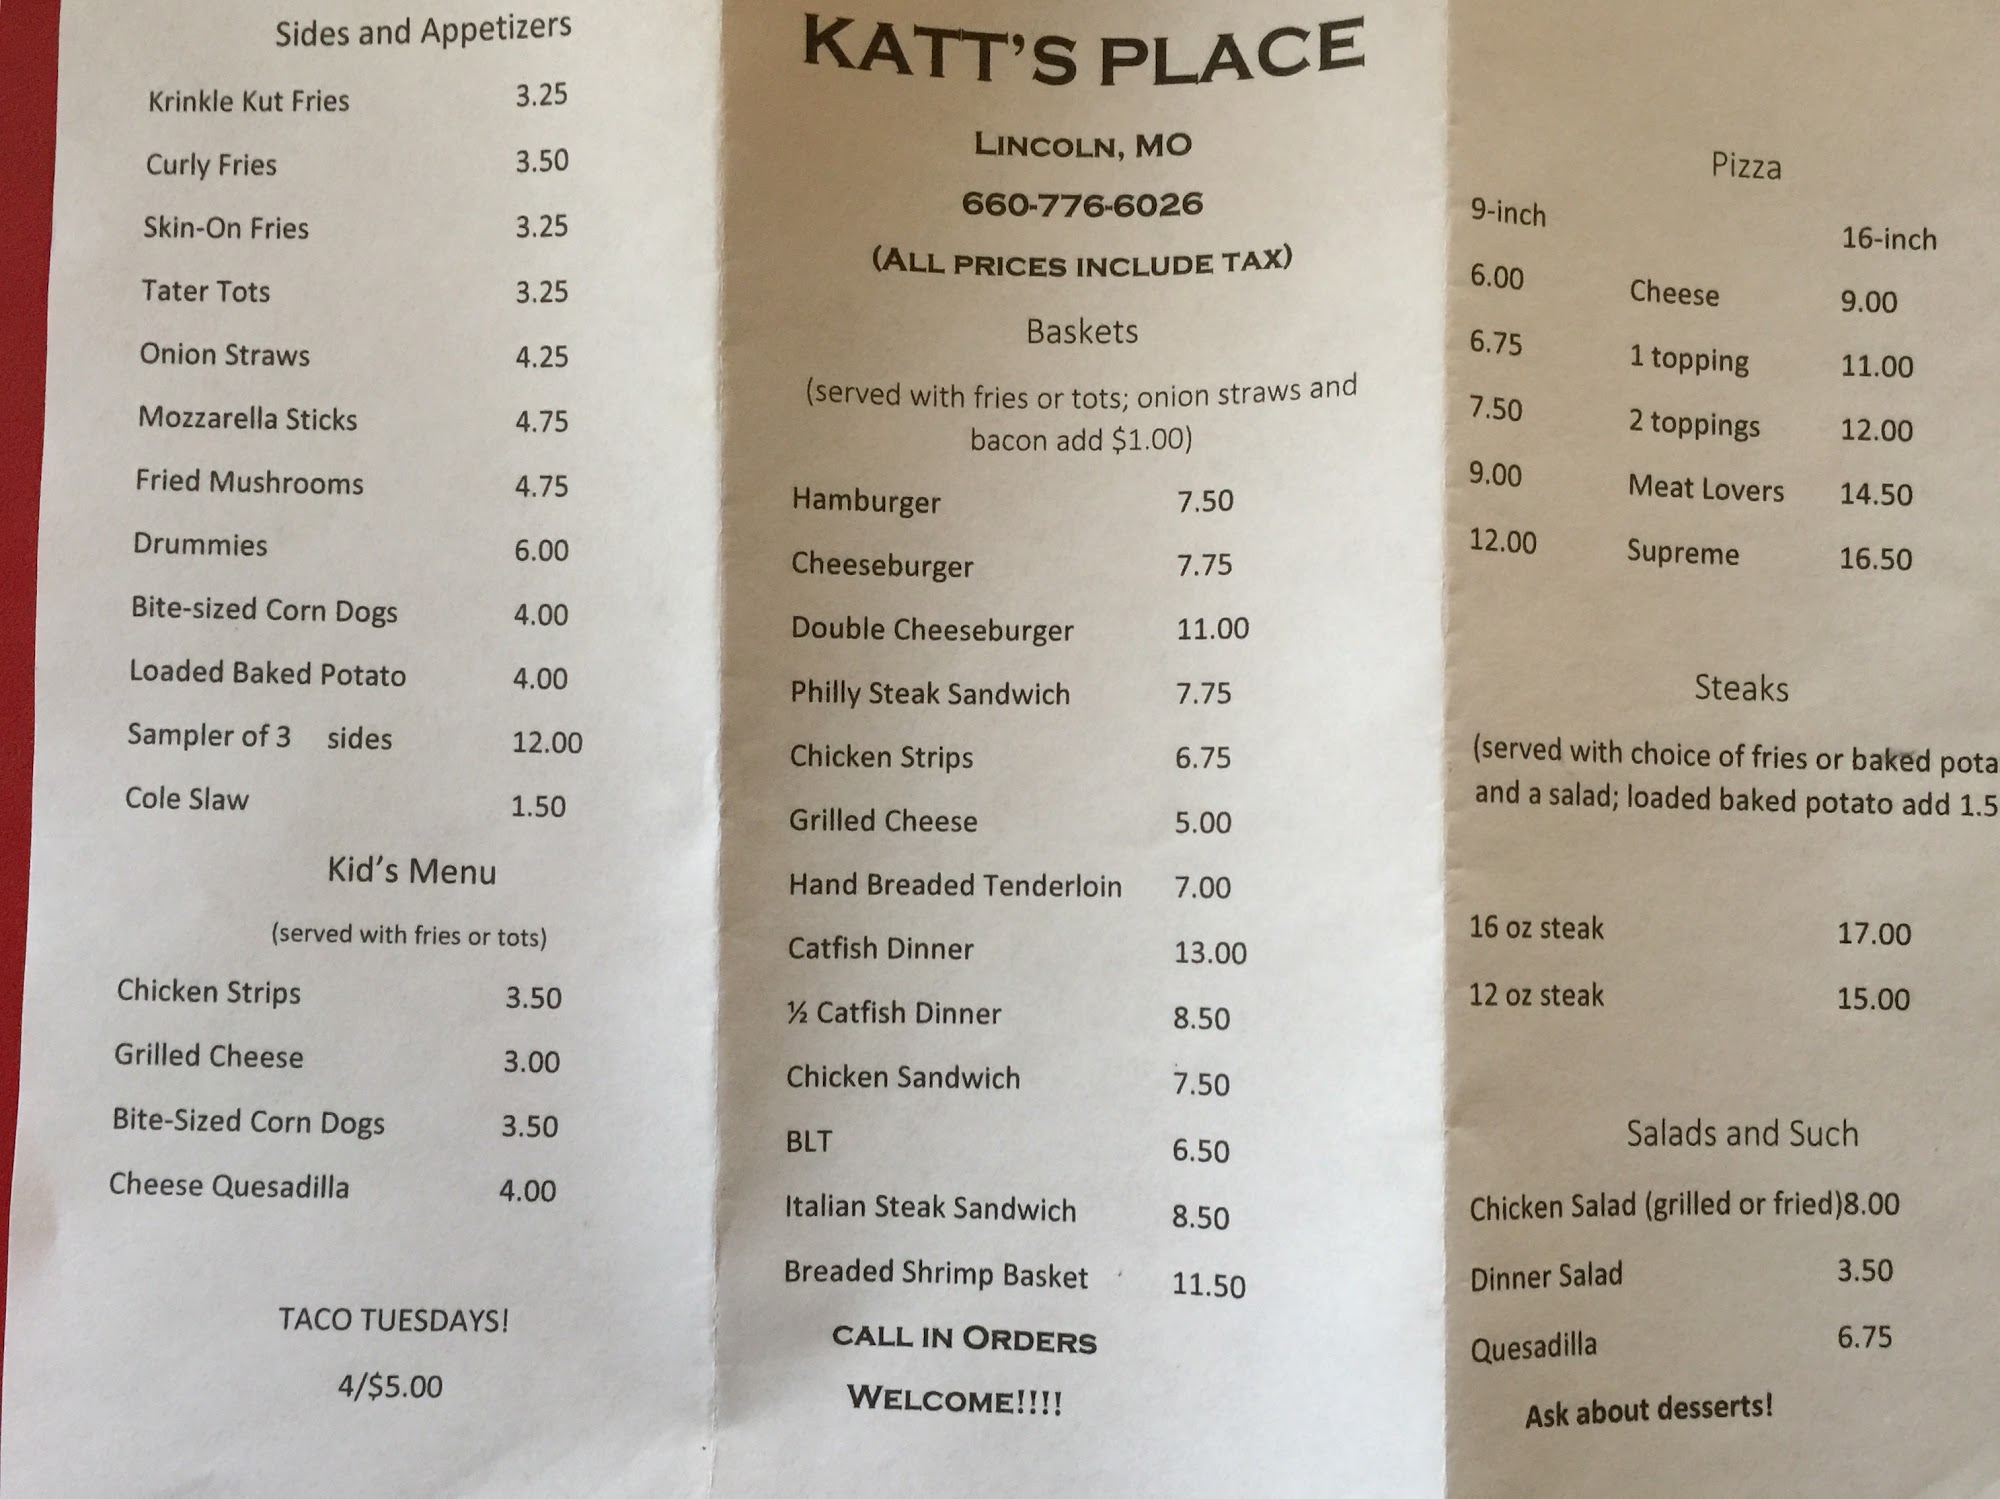 Sides and Appetizers
Krinkle Kut Fries 3.25
Curly Fries 3.50
Skin-On Fries 3.25
Tater Tots 3.25
Onion Straws 4.25
Mozzarella Sticks 4.75
Fried Mushrooms 4.75
Drummies 6.00
Bite-sized Corn Dogs 4.00
Loaded Baked Potato 4.00
Sampler of 3 sides 12.00
Cole Slaw 1.50
Kid's Menu
(served with fries or tots)
Chicken Strips 3.50
Grilled Cheese 3.00
Bite-Sized Corn Dogs 3.50
Cheese Quesadilla 4.00
TACO TUESDAYS!
4/$5.00
KATT'S PLACE
LINCOLN, MO
660-776-6026
(ALL PRICES INCLUDE TAX)
Baskets
(served with fries or tots; onion straws and
bacon add $1.00)
Hamburger 7.50
Cheeseburger 7.75
Double Cheeseburger 11.00
Philly Steak Sandwich 7.75
Chicken Strips 6.75
Grilled Cheese 5.00
Hand Breaded Tenderloin 7.00
Catfish Dinner 13.00
½ Catfish Dinner 8.50
Chicken Sandwich 7.50
BLT 6.50
Italian Steak Sandwich 8.50
Breaded Shrimp Basket 11.50
CALL IN ORDERS
WELCOME!!!!
Pizza
9-inch 16-inch
6.00 Cheese 9.00
6.75 1 topping 11.00
7.50 2 toppings 12.00
9.00 Meat Lovers 14.50
12.00 Supreme 16.50
Steaks
(served with choice of fries or baked pota
and a salad; loaded baked potato add 1.5
16 oz steak 17.00
12 oz steak 15.00
Salads and Such
Chicken Salad (grilled or fried)8.00
Dinner Salad 3.50
Quesadilla 6.75
Ask about desserts!